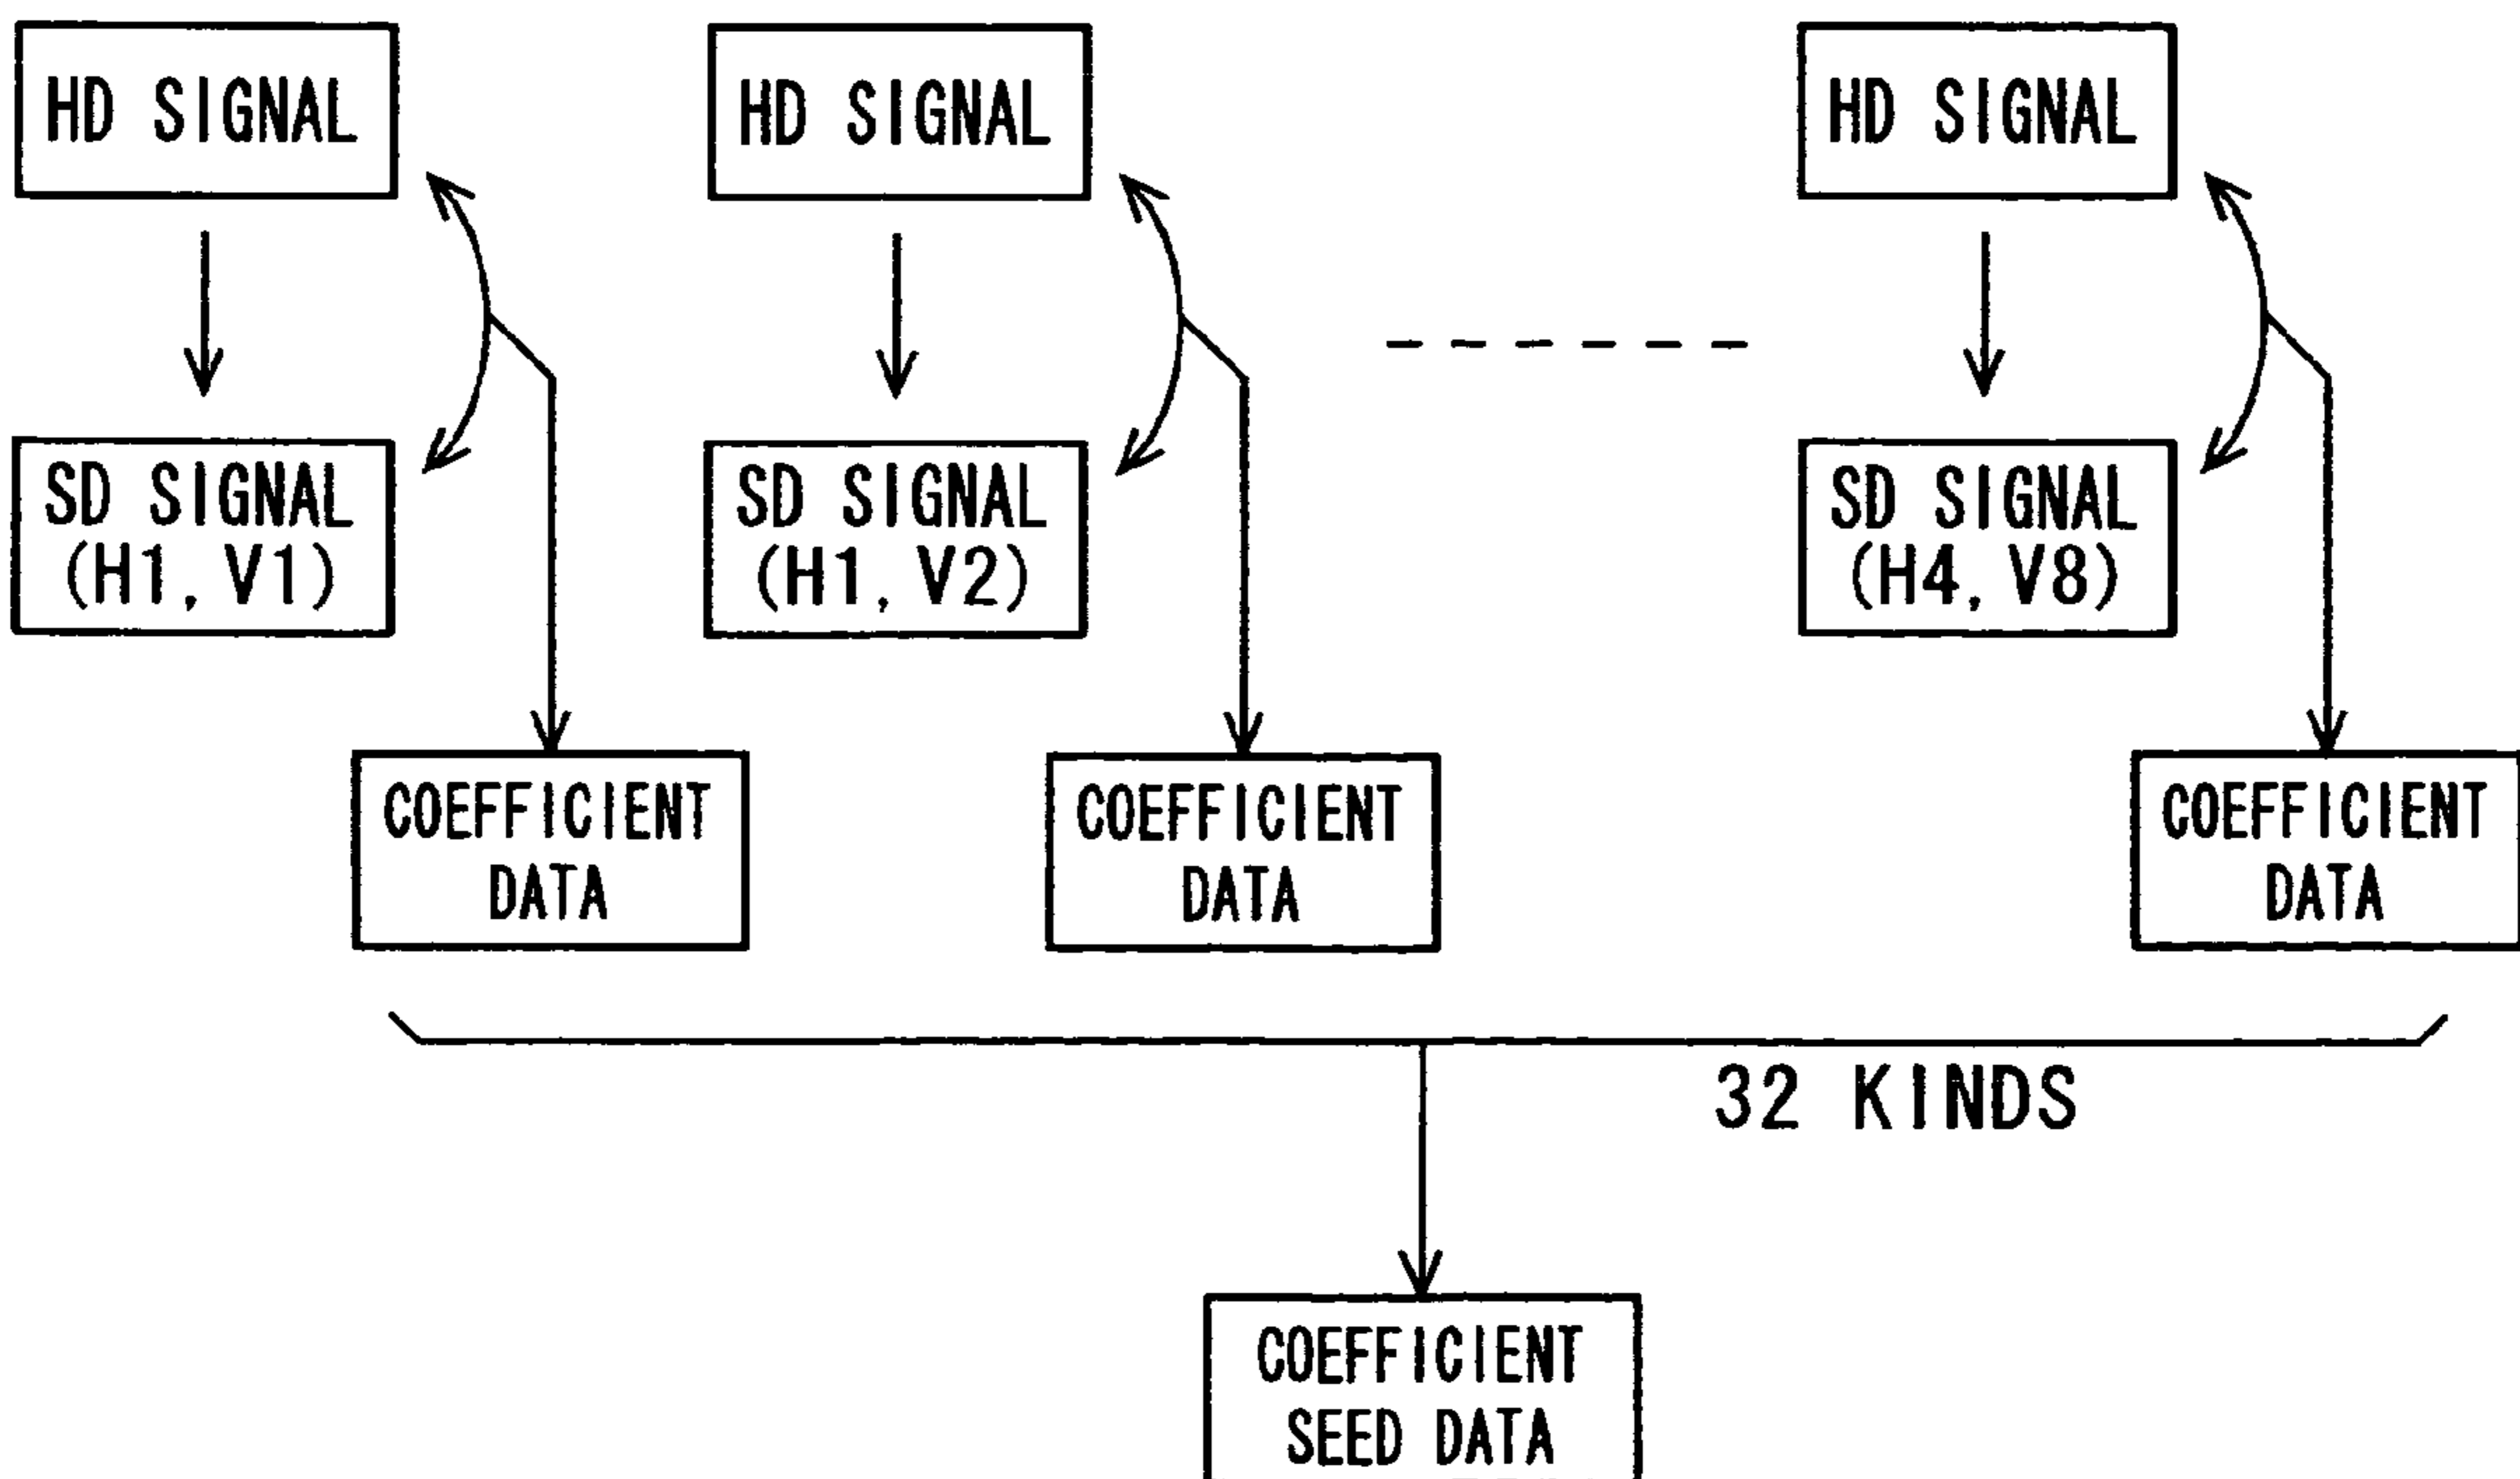 HD SIGNAL
HD SIGNAL
HD SIGNAL
SD SIGNAL
(H1, V1)
SD SIGNAL
(H1, V2)
SD SIGNAL
(H4, V8)
COEFFICIENT
DATA
COEFFICIENT
DATA
COEFFICIENT
DATA
32 KINDS
COEFFICIENT
SEED DATA